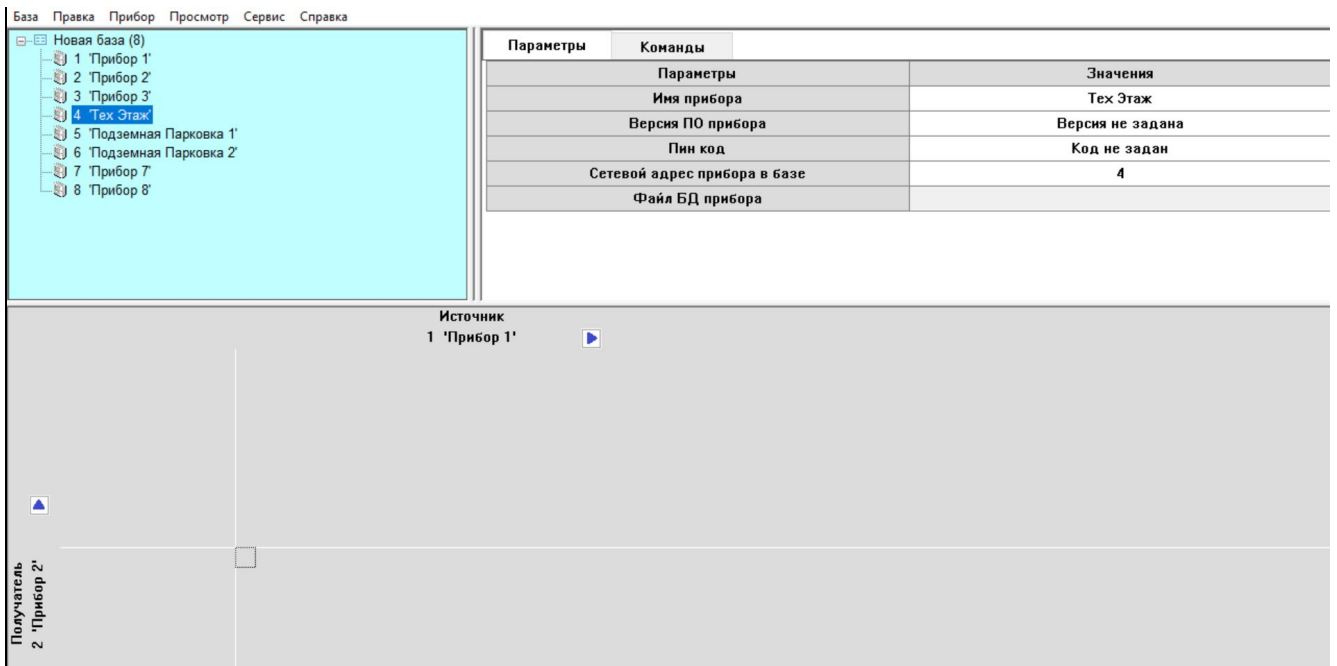 База Правка Прибор Просмотр Сервис Справка
Новая база (8)
1 'Прибор 1'
2 'Прибор 2'
3 'Прибор 3'
4 'Тех Этаж'
5 'Подземная Парковка 1'
6 'Подземная Парковка 2'
7 'Прибор 7'
8 'Прибор 8'
Параметры Команды
Параметры Значения
Имя прибора Тех Этаж
Версия ПО прибора Версия не задана
Пин код Код не задан
Сетевой адрес прибора в базе 4
Файл БД прибора
Источник
1 'Прибор 1'
Получатель
2 'Прибор 2'